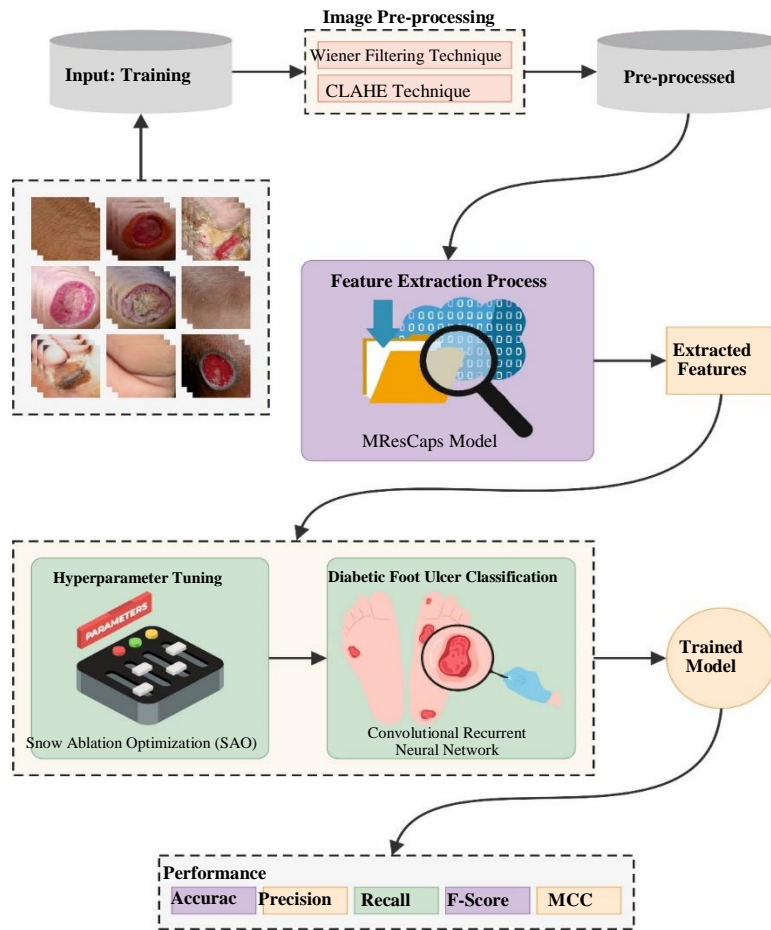 Image Pre-processing
Input: Training
Wiener Filtering Technique
CLAHE Technique
Pre-processed
Feature Extraction Process
MResCaps Model
Extracted
Features
Hyperparameter Tuning
PARAMETERS
Snow Ablation Optimization (SAO)
Diabetic Foot Ulcer Classification
Convolutional Recurrent
Neural Network
Trained
Model
Performance
Accurac
Precision
Recall
F-Score
MCC